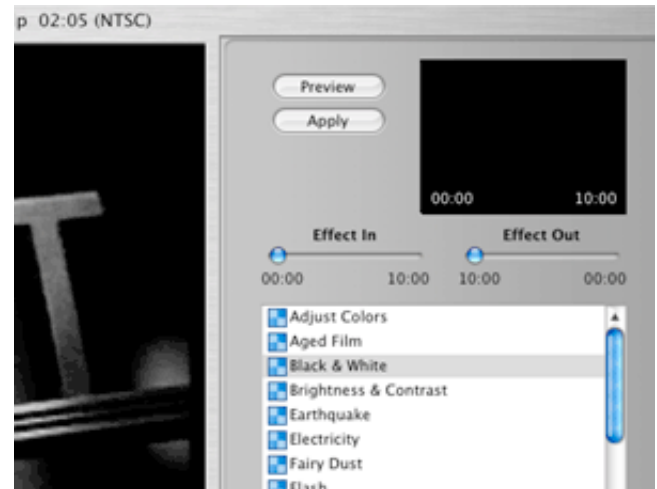 p 02:05 (NTSC)
Preview
Apply
00:00 10:00
Effect In Effect Out
00:00 10:00 10:00 00:00
Adjust Colors
Aged Film
Black & White
Brightness & Contrast
Earthquake
Electricity
Fairy Dust
Flash